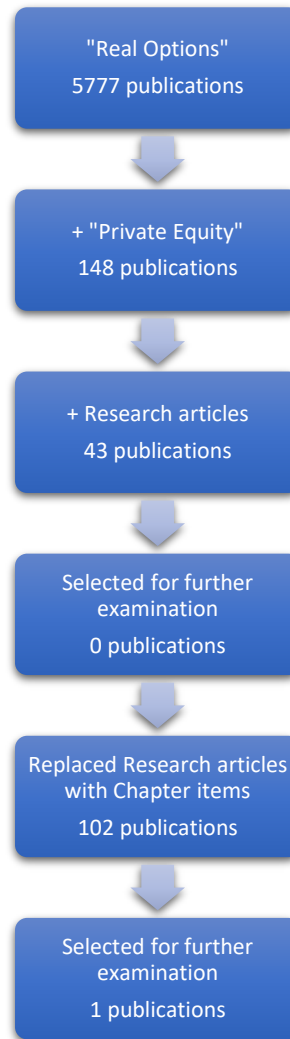 "Real Options"
5777 publications
+ "Private Equity"
148 publications
+ Research articles
43 publications
Selected for further
examination
0 publications
Replaced Research articles
with Chapter items
102 publications
Selected for further
examination
1 publications